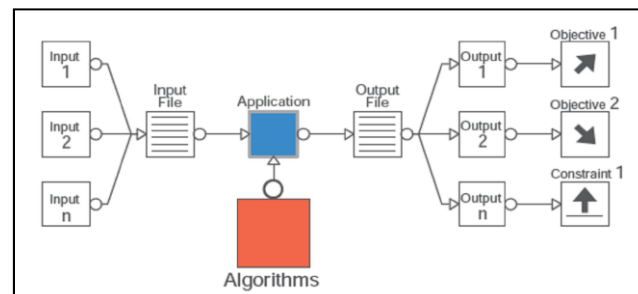 Input
1
Input
2
Input
n
Input
File
Application
Algorithms
Output
File
Output
1
Output
2
Output
n
Objective 1
Objective 2
Constraint 1